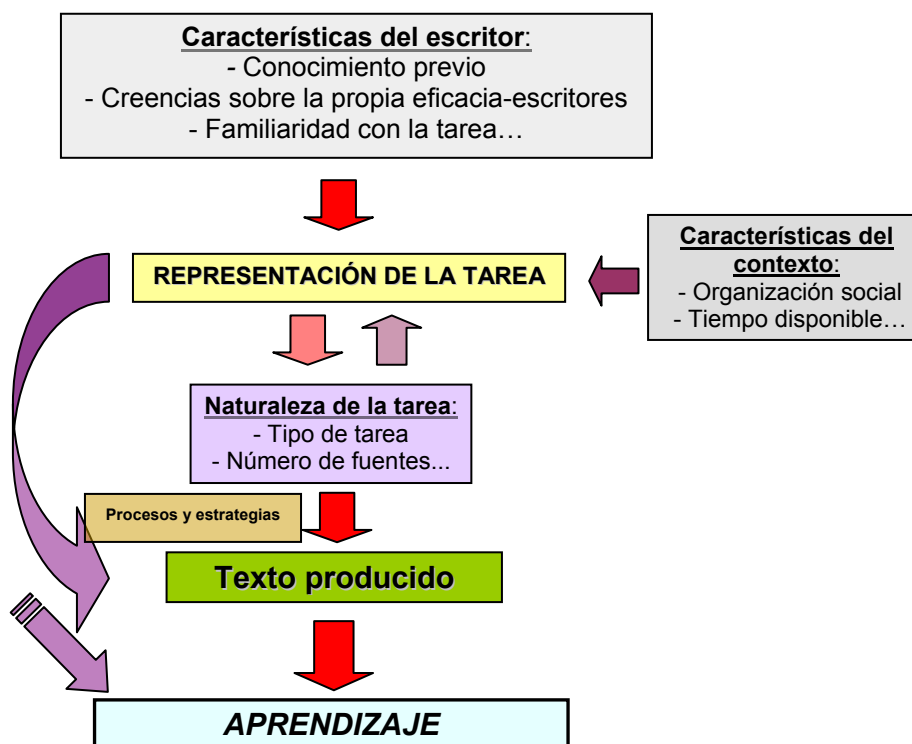 Características del escritor:
- Conocimiento previo
- Creencias sobre la propia eficacia-escritores
- Familiaridad con la tarea…
REPRESENTACIÓN DE LA TAREA
Características del
contexto:
- Organización social
- Tiempo disponible…
Naturaleza de la tarea:
- Tipo de tarea
- Número de fuentes...
Procesos y estrategias
Texto producido
APRENDIZAJE